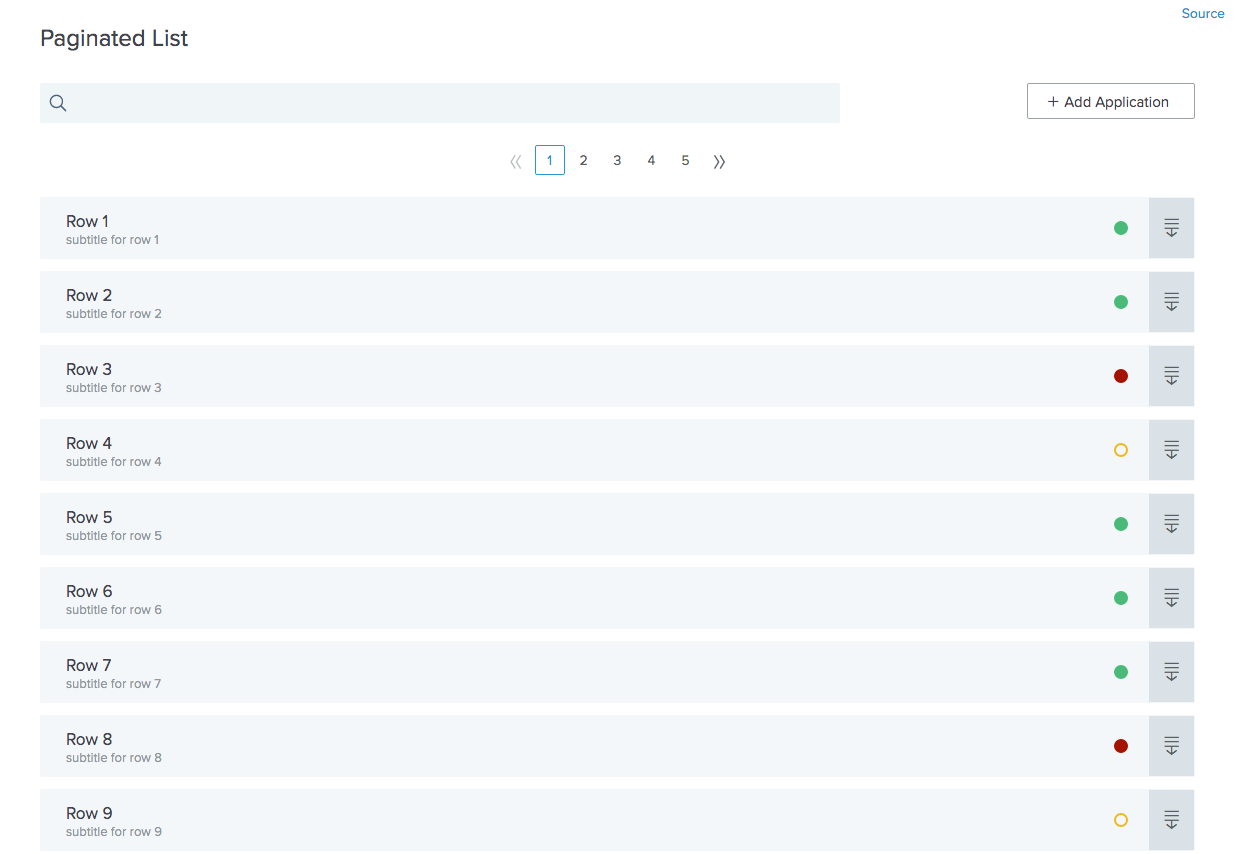 Source
Paginated List
+ Add Application
« 1 2 3 4 5 »
Row 1
subtitle for row 1
Row 2
subtitle for row 2
Row 3
subtitle for row 3
Row 4
subtitle for row 4
Row 5
subtitle for row 5
Row 6
subtitle for row 6
Row 7
subtitle for row 7
Row 8
subtitle for row 8
Row 9
subtitle for row 9